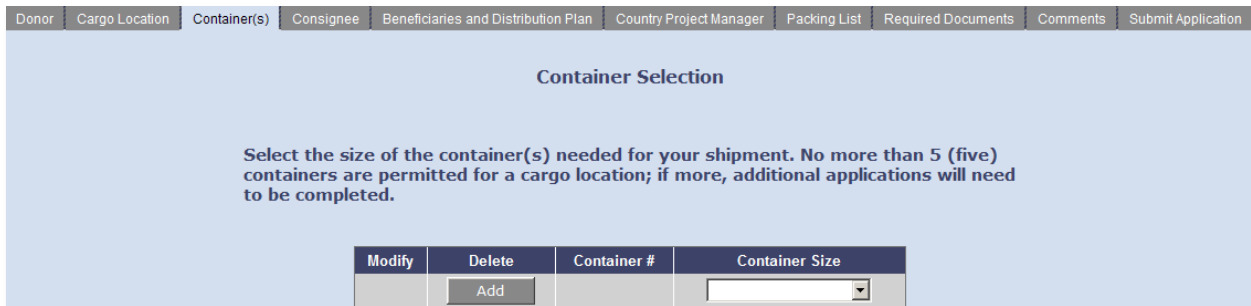 Donor Cargo Location Container(s) Consignee Beneficiaries and Distribution Plan Country Project Manager Packing List Required Documents Comments Submit Application
Container Selection
Select the size of the container(s) needed for your shipment. No more than 5 (five)
containers are permitted for a cargo location; if more, additional applications will need
to be completed.
Modify Delete Container # Container Size
Add